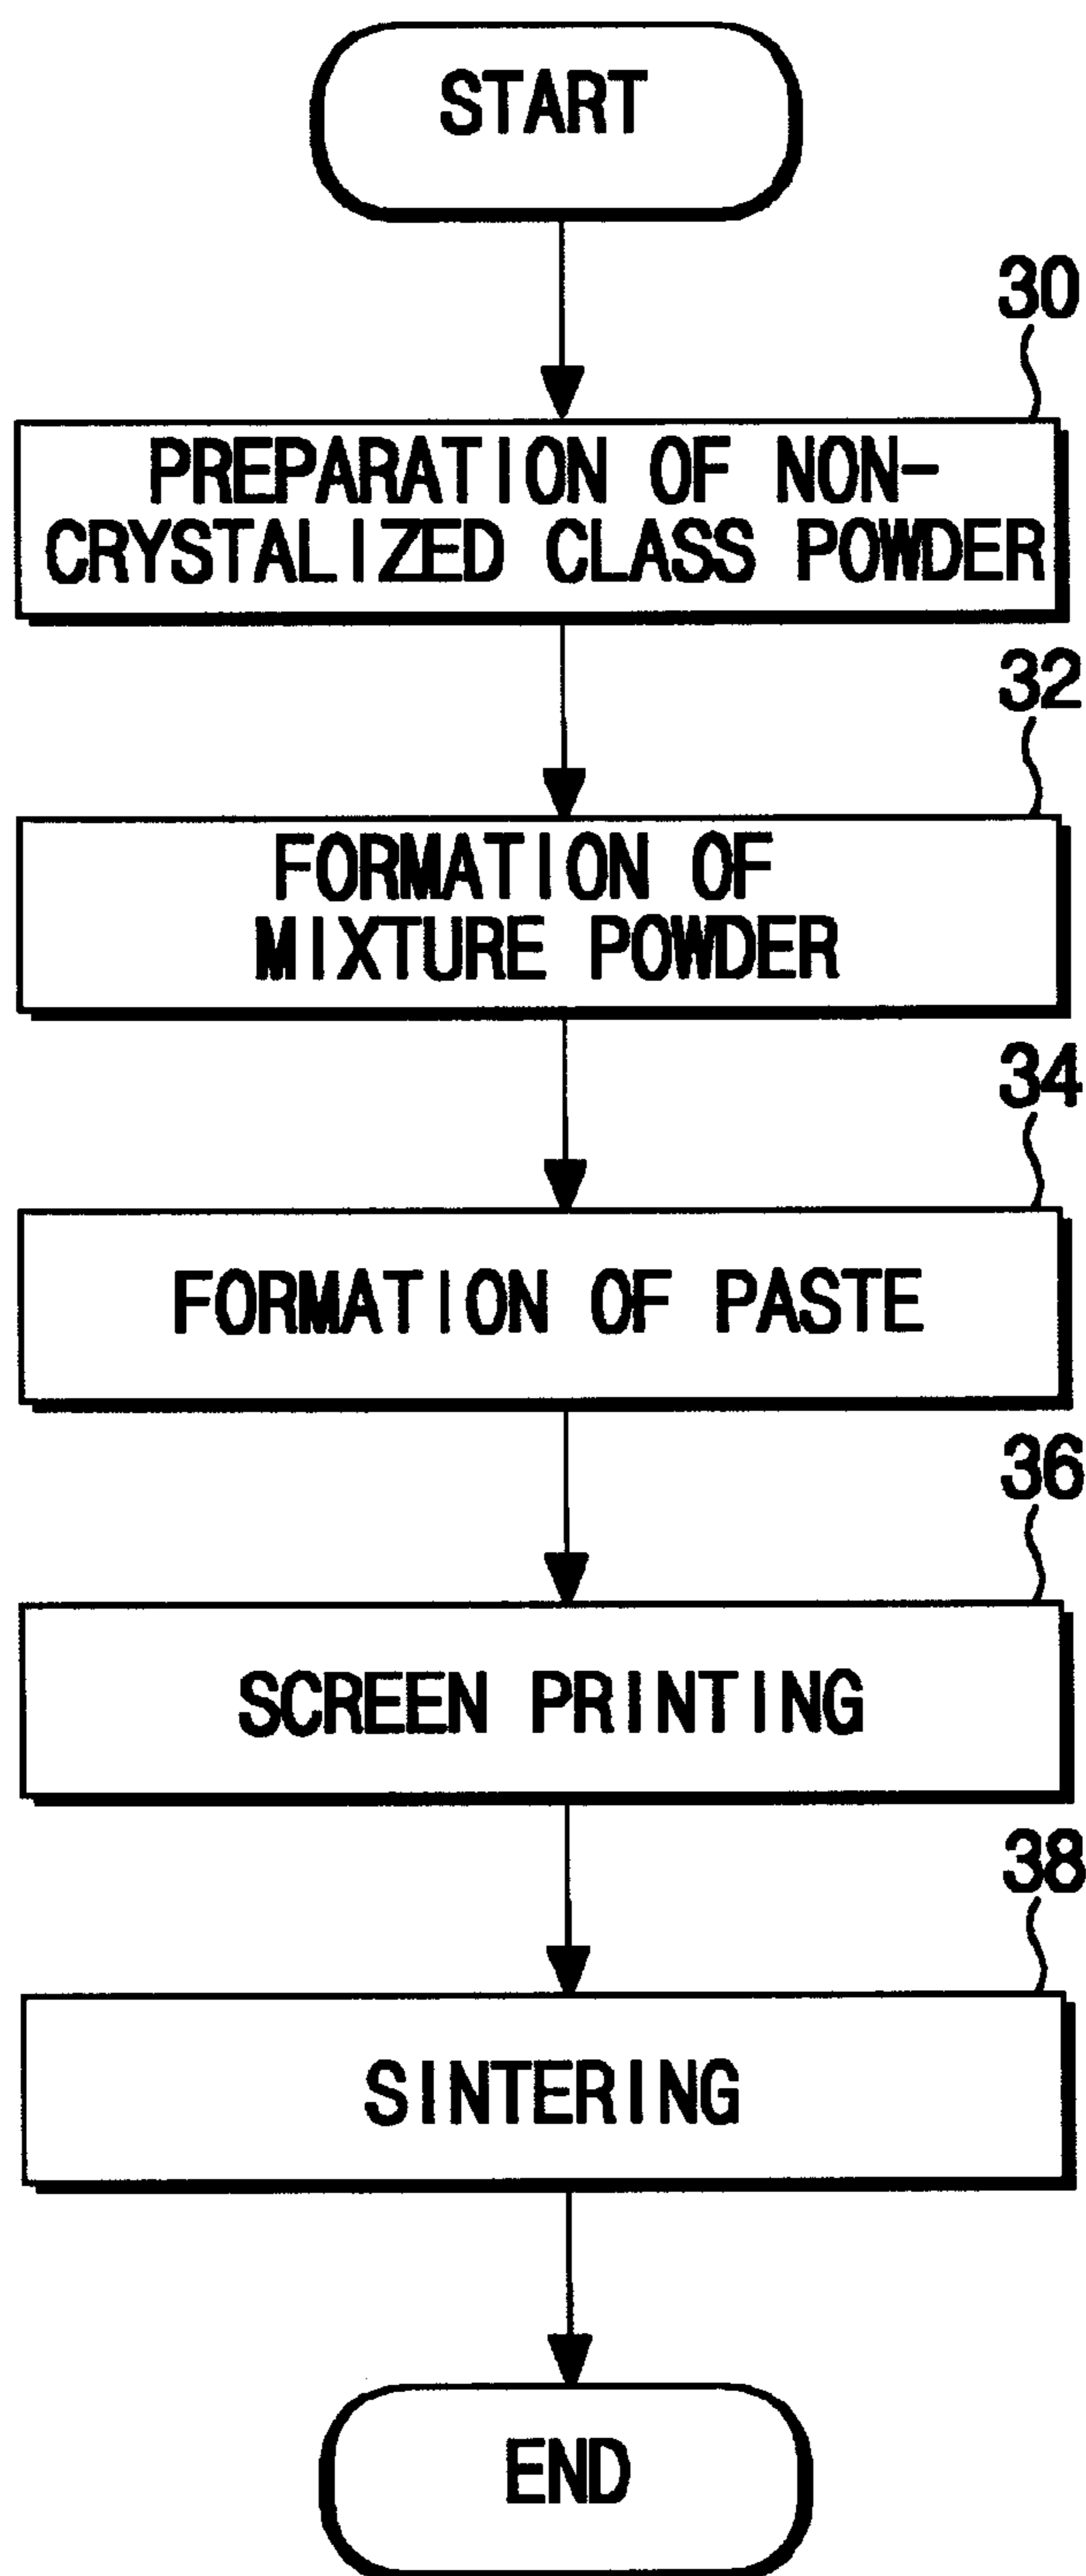 START
30
PREPARATION OF NON-
CRYSTALIZED CLASS POWDER
32
FORMATION OF
MIXTURE POWDER
34
FORMATION OF PASTE
36
SCREEN PRINTING
38
SINTERING
END